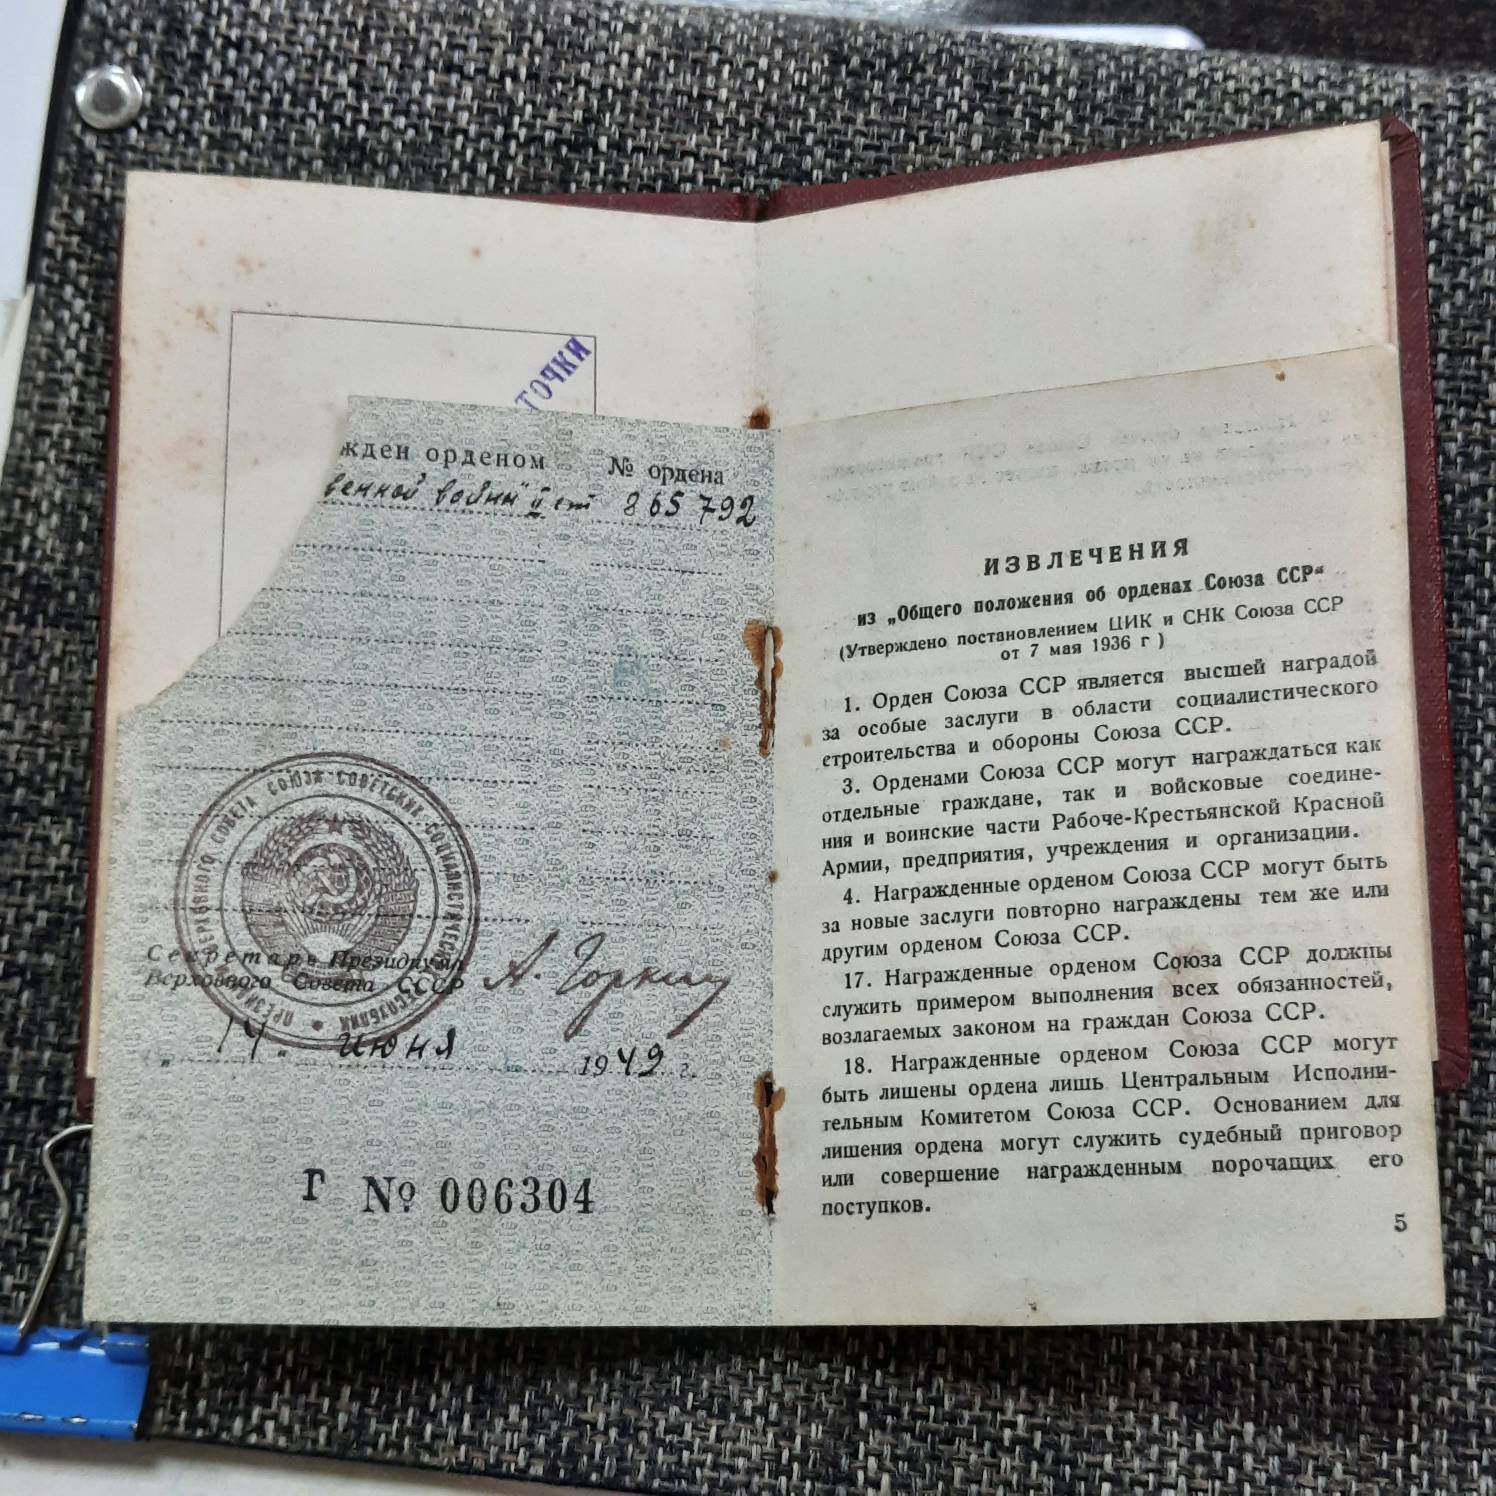 точки
жден орденом № ордена
венной войны" II ст 865792
ПРЕЗИДИУМ ВЕРХОВНОГО СОВЕТА СОЮЗА СОВЕТСКИХ СОЦИАЛИСТИЧЕСКИХ РЕСПУБЛИК
Секретарь Президиума
Верховного Совета СССР А. Горкин
„14" июня 1949 г.
Г № 006304
ИЗВЛЕЧЕНИЯ
из „Общего положения об орденах Союза ССР“
(Утверждено постановлением ЦИК и СНК Союза ССР
от 7 мая 1936 г )
1. Орден Союза ССР является высшей наградой
за особые заслуги в области социалистического
строительства и обороны Союза ССР.
3. Орденами Союза ССР могут награждаться как
отдельные граждане, так и войсковые соедине-
ния и воинские части Рабоче-Крестьянской Красной
Армии, предприятия, учреждения и организации.
4. Награжденные орденом Союза ССР могут быть
за новые заслуги повторно награждены тем же или
другим орденом Союза ССР.
17. Награжденные орденом Союза ССР должны
служить примером выполнения всех обязанностей,
возлагаемых законом на граждан Союза ССР.
18. Награжденные орденом Союза ССР могут
быть лишены ордена лишь Центральным Исполни-
тельным Комитетом Союза ССР. Основанием для
лишения ордена могут служить судебный приговор
или совершение награжденным порочащих его
поступков.
5